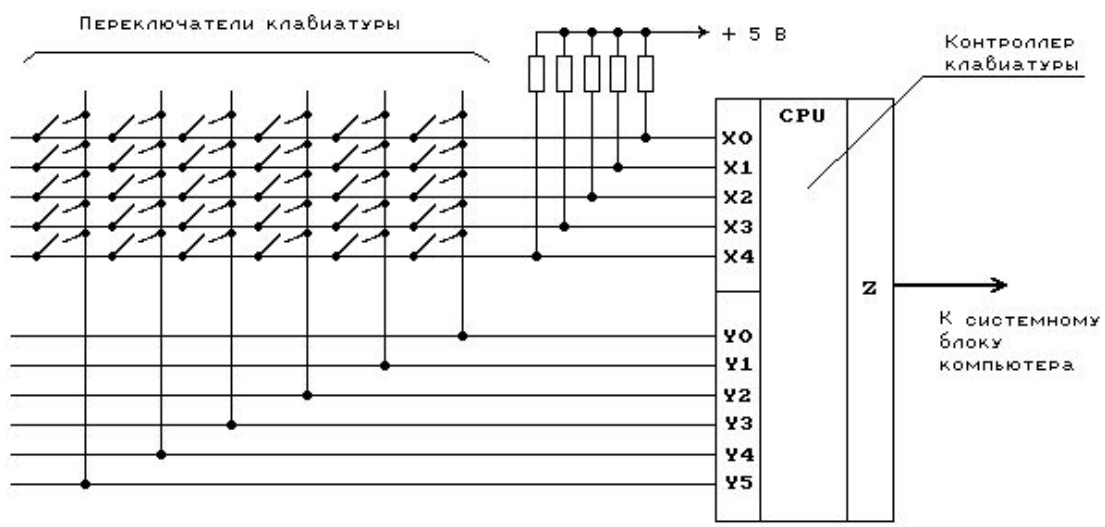 Переключатели клавиатуры
+ 5 В
Контроллер
клавиатуры
CPU
X0
X1
X2
X3
X4
Z
К системному
блоку
компьютера
Y0
Y1
Y2
Y3
Y4
Y5